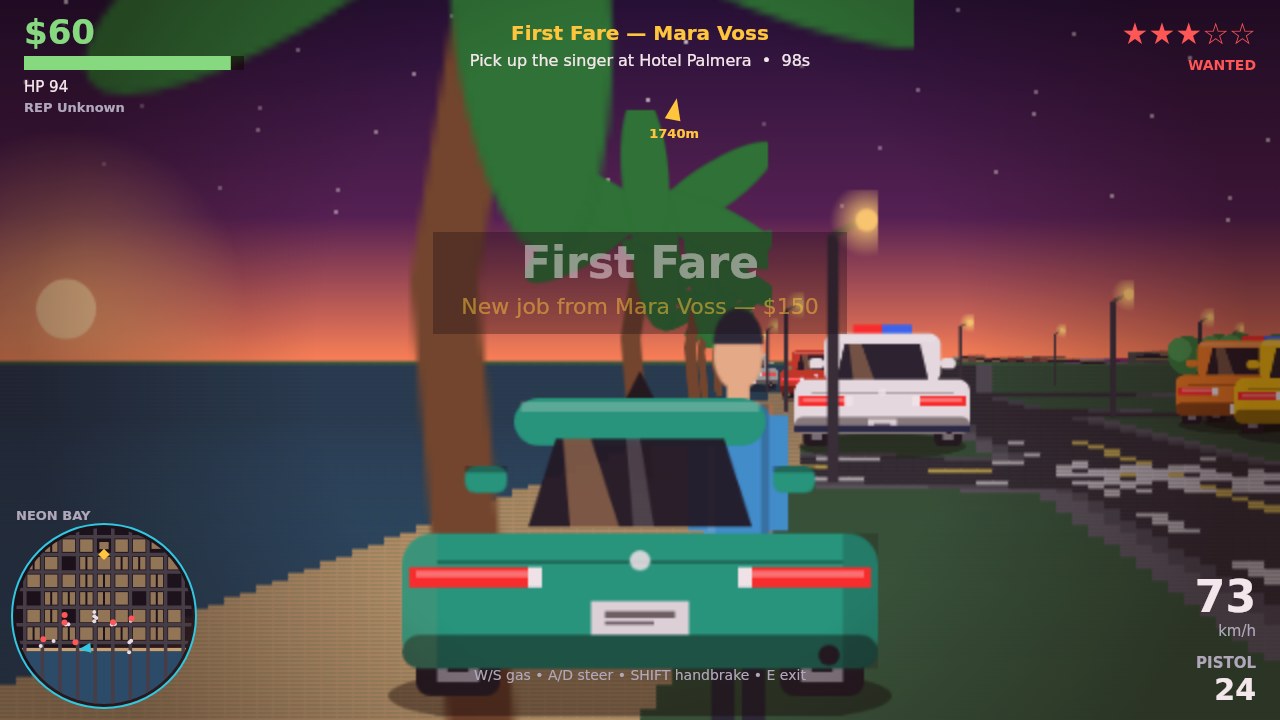 $60
HP 94
REP Unknown
First Fare — Mara Voss
Pick up the singer at Hotel Palmera • 98s
1740m
★★★☆☆
WANTED
First Fare
New job from Mara Voss — $150
NEON BAY
73
km/h
PISTOL
24
W/S gas • A/D steer • SHIFT handbrake • E exit